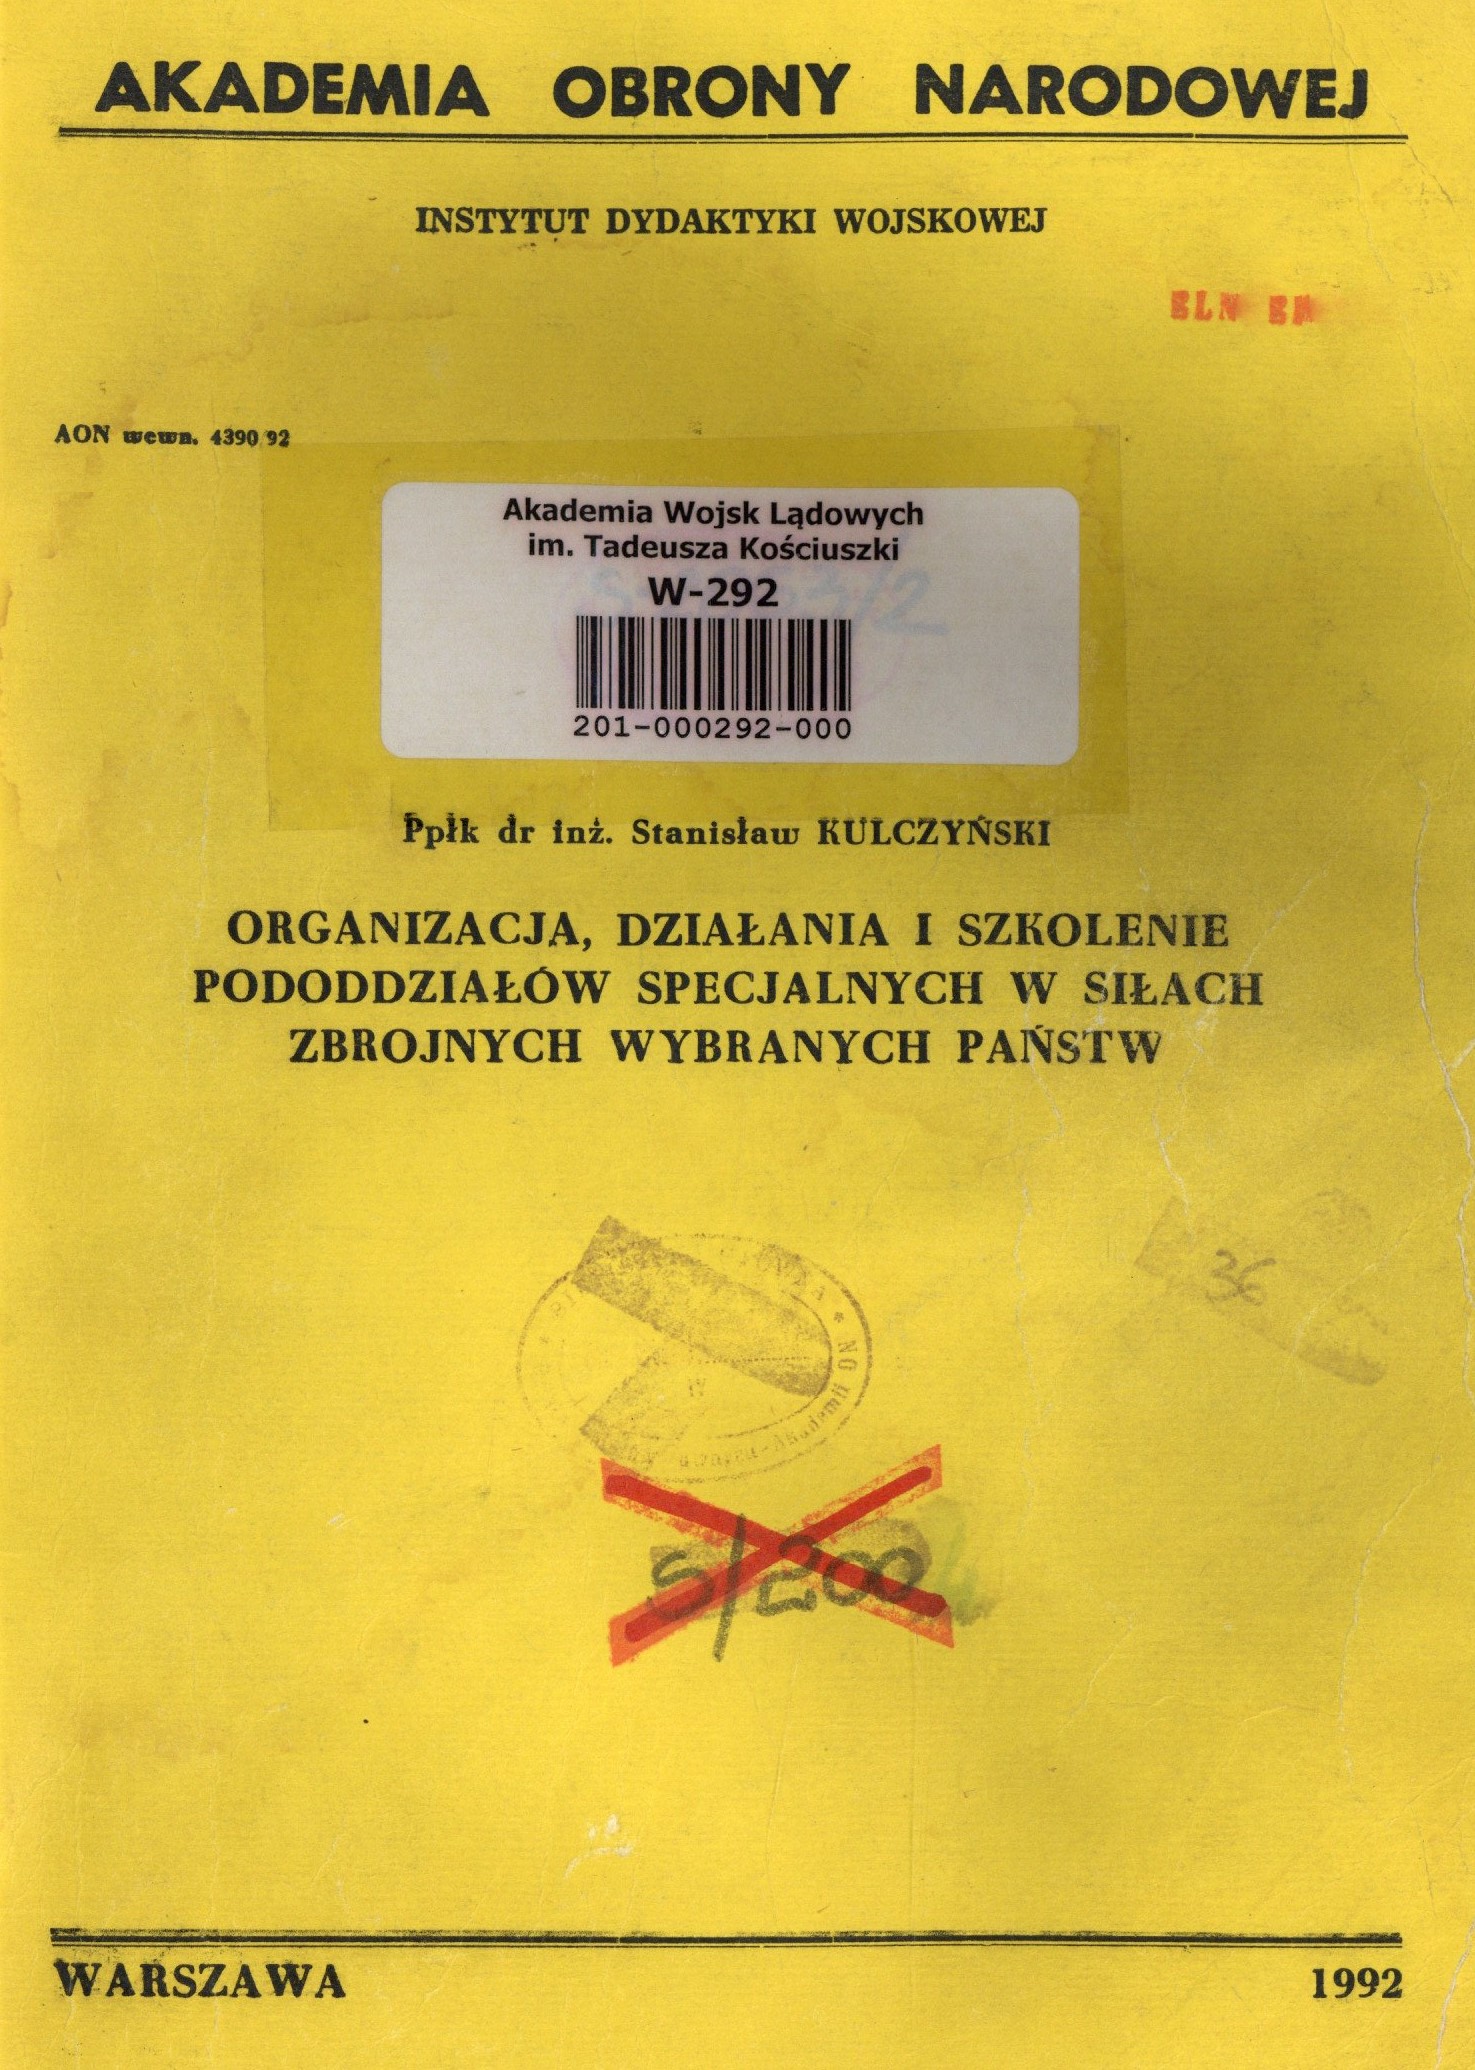 AKADEMIA OBRONY NARODOWEJ
INSTYTUT DYDAKTYKI WOJSKOWEJ
AON wewn. 4390/92
Akademia Wojsk Lądowych
im. Tadeusza Kościuszki
W-292
201-000292-000
Ppłk dr inż. Stanisław KULCZYŃSKI
ORGANIZACJA, DZIAŁANIA I SZKOLENIE
PODODDZIAŁÓW SPECJALNYCH W SIŁACH
ZBROJNYCH WYBRANYCH PAŃSTW
36
S/200
WARSZAWA 1992